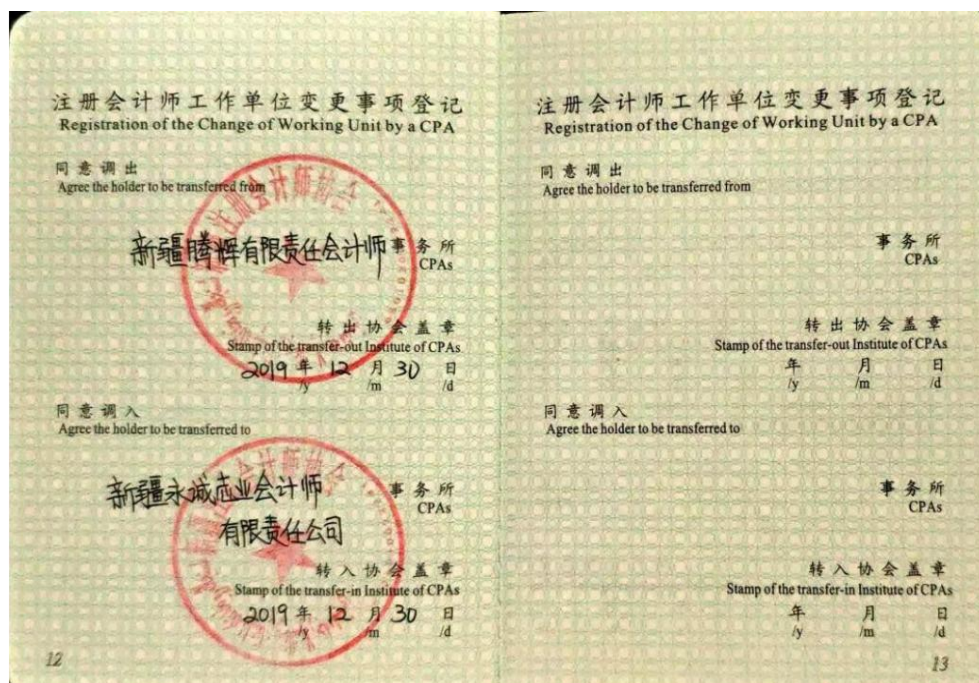 注册会计师工作单位变更事项登记
Registration of the Change of Working Unit by a CPA
同意调出
Agree the holder to be transferred from
新疆腾辉有限责任会计师事务所
CPAs
转出协会盖章
Stamp of the transfer-out Institute of CPAs
2019年12月30日
/y /m /d
同意调入
Agree the holder to be transferred to
新疆永诚志业会计师事务所
CPAs
有限责任公司
转入协会盖章
Stamp of the transfer-in Institute of CPAs
2019年12月30日
/y /m /d
12
注册会计师工作单位变更事项登记
Registration of the Change of Working Unit by a CPA
同意调出
Agree the holder to be transferred from
事务所
CPAs
转出协会盖章
Stamp of the transfer-out Institute of CPAs
年 月 日
/y /m /d
同意调入
Agree the holder to be transferred to
事务所
CPAs
转入协会盖章
Stamp of the transfer-in Institute of CPAs
年 月 日
/y /m /d
13